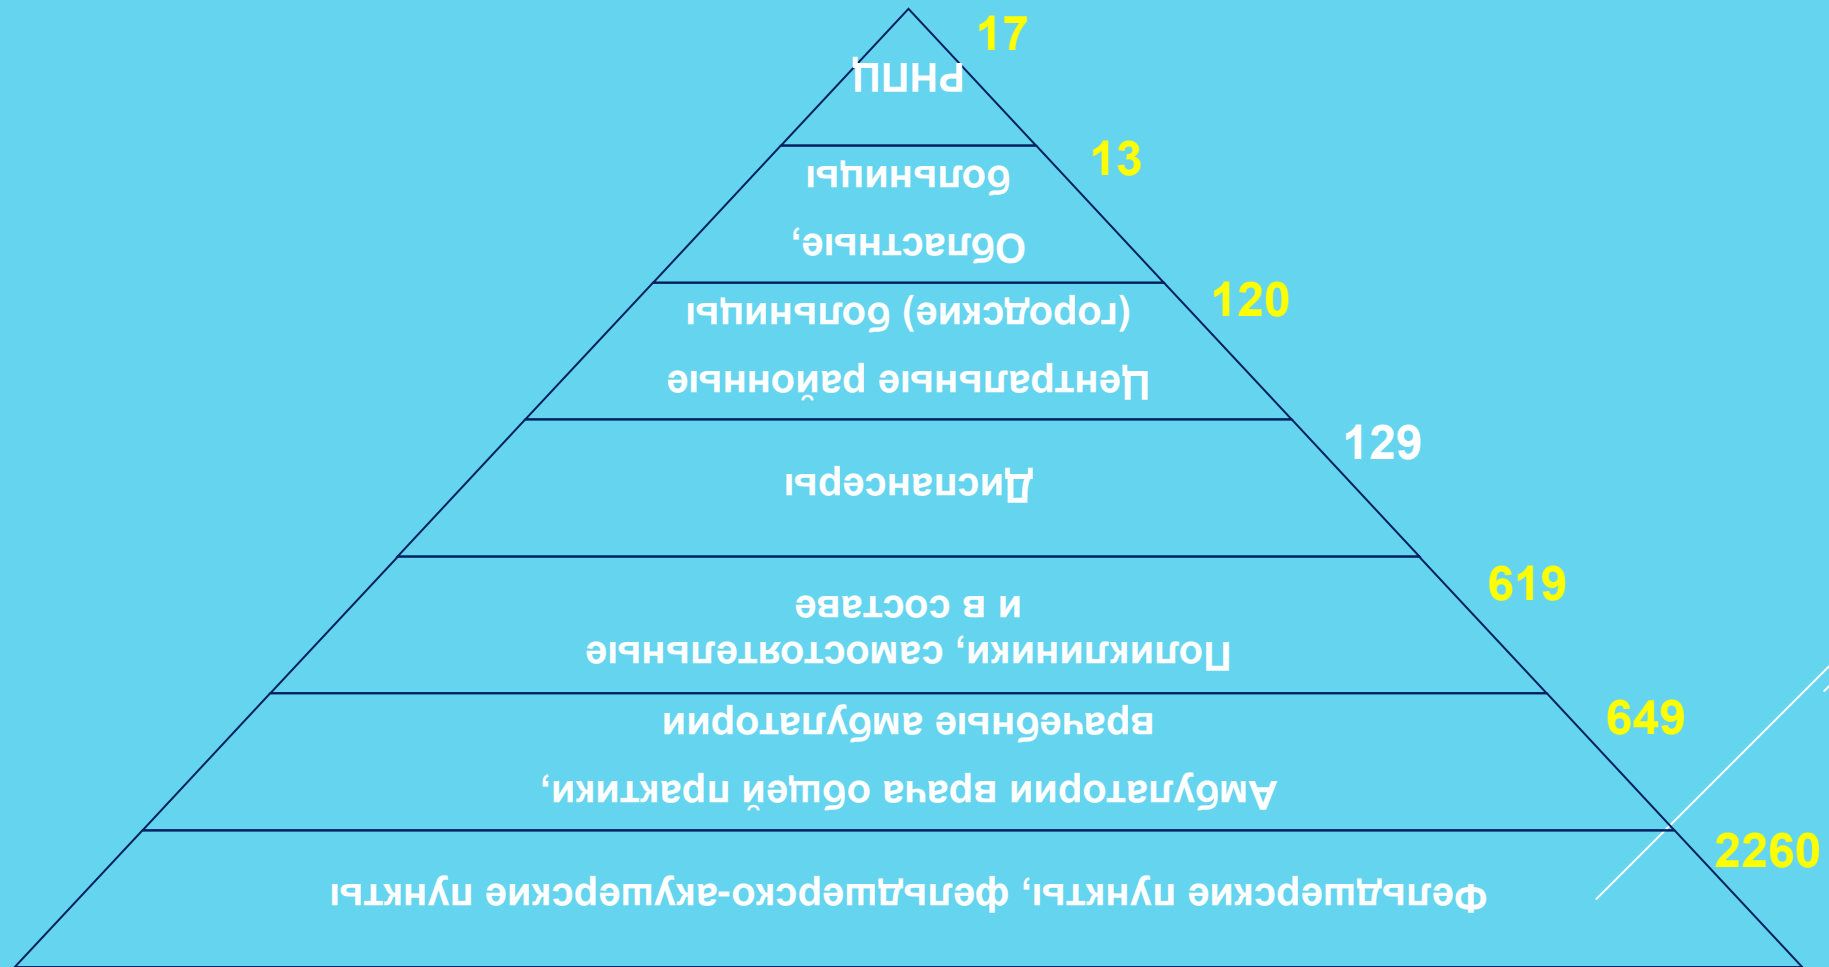 17
РНПЦ
13
Областные,
больницы
120
Центральные районные
(городские) больницы
129
Диспансеры
619
Поликлиники, самостоятельные
и в составе
649
Амбулатории врача общей практики,
врачебные амбулатории
2260
Фельдшерские пункты, фельдшерско-акушерские пункты